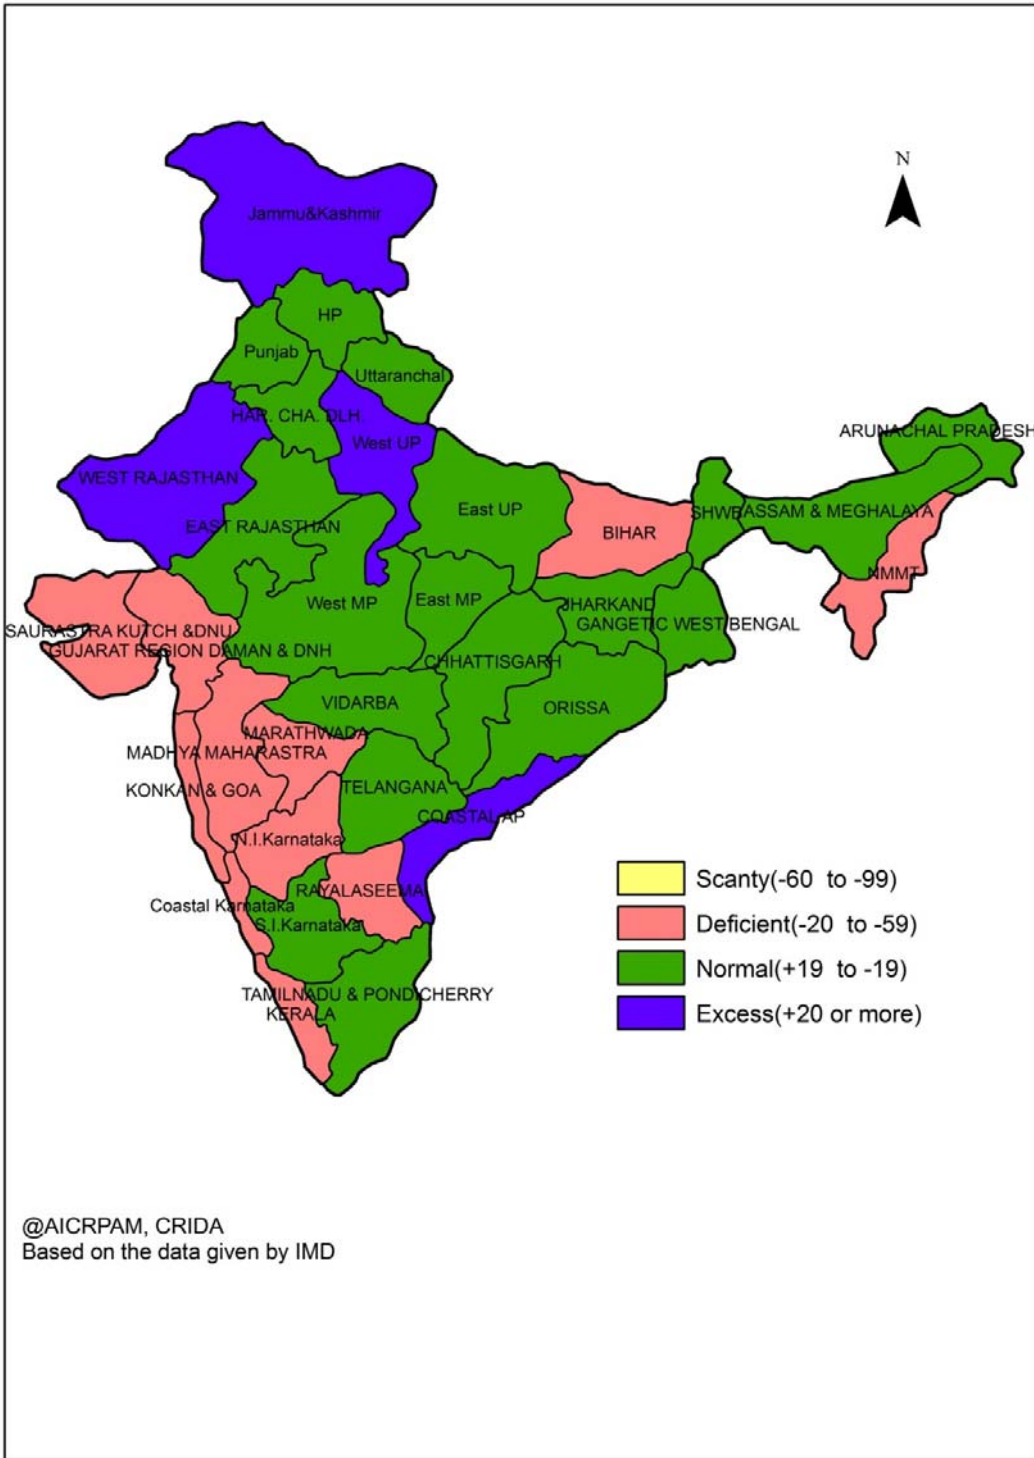 N
Jammu&Kashmir
HP
Punjab
Uttaranchal
HAR. CHA. DLH.
ARUNACHAL PRADESH
West UP
WEST RAJASTHAN
East UP
SHWB
ASSAM & MEGHALAYA
EAST RAJASTHAN
BIHAR
NMMT
West MP
East MP
JHARKAND
GANGETIC WEST BENGAL
SAURASTRA KUTCH &DNU
GUJARAT REGION DAMAN & DNH
CHHATTISGARH
VIDARBA
ORISSA
MARATHWADA
MADHYA MAHARASTRA
KONKAN & GOA
TELANGANA
COASTAL AP
N.I.Karnataka
RAYALASEEMA
Coastal Karnataka
S.I.Karnataka
TAMILNADU & PONDICHERRY
KERALA
Scanty(-60 to -99)
Deficient(-20 to -59)
Normal(+19 to -19)
Excess(+20 or more)
@AICRPAM, CRIDA
Based on the data given by IMD